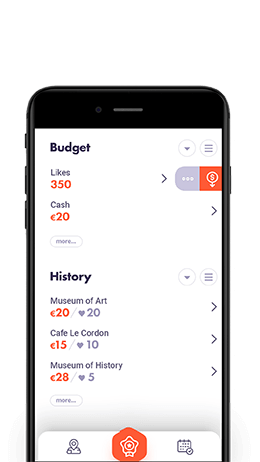 Budget
Likes
350
Cash
€20
more...
History
Museum of Art
€20 / ♥ 20
Cafe Le Cordon
€15 / ♥ 10
Museum of History
€28 / ♥ 5
more...